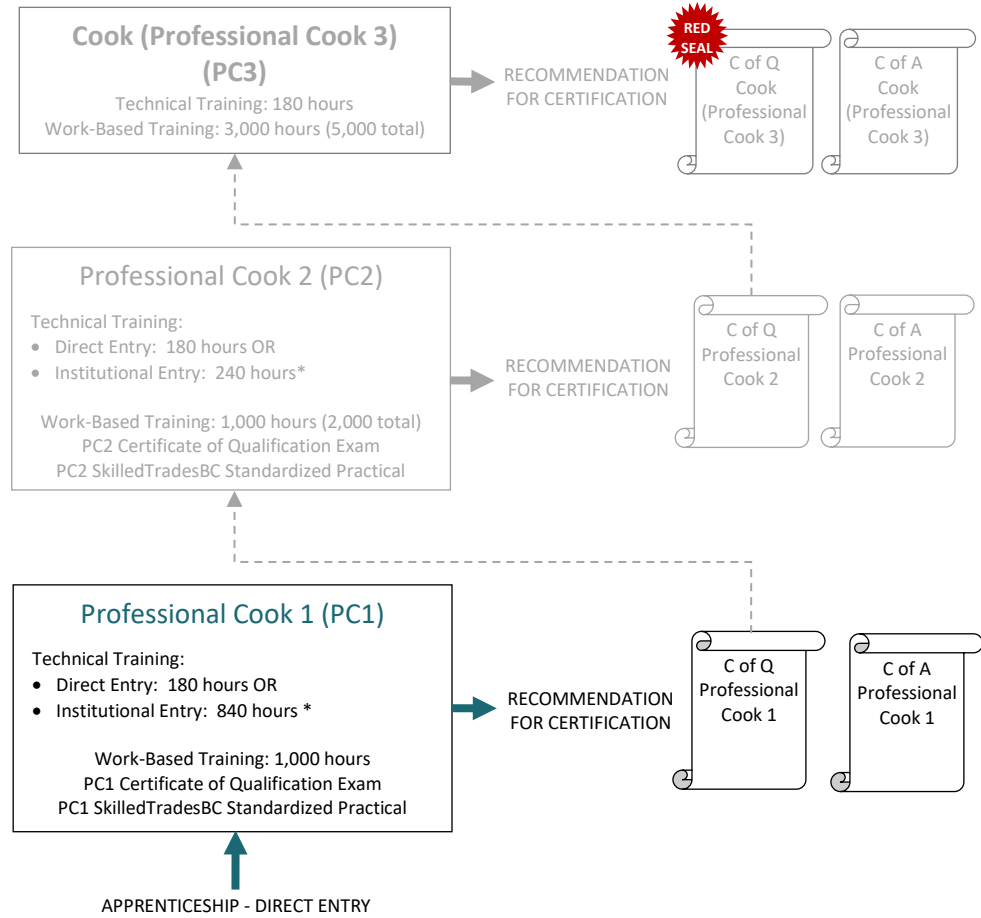 Cook (Professional Cook 3)
(PC3)
Technical Training: 180 hours
Work-Based Training: 3,000 hours (5,000 total)
RECOMMENDATION
FOR CERTIFICATION
RED
SEAL
C of Q
Cook
(Professional
Cook 3)
C of A
Cook
(Professional
Cook 3)
Professional Cook 2 (PC2)
Technical Training:
• Direct Entry: 180 hours OR
• Institutional Entry: 240 hours*
Work-Based Training: 1,000 hours (2,000 total)
PC2 Certificate of Qualification Exam
PC2 SkilledTradesBC Standardized Practical
RECOMMENDATION
FOR CERTIFICATION
C of Q
Professional
Cook 2
C of A
Professional
Cook 2
Professional Cook 1 (PC1)
Technical Training:
• Direct Entry: 180 hours OR
• Institutional Entry: 840 hours *
Work-Based Training: 1,000 hours
PC1 Certificate of Qualification Exam
PC1 SkilledTradesBC Standardized Practical
RECOMMENDATION
FOR CERTIFICATION
C of Q
Professional
Cook 1
C of A
Professional
Cook 1
APPRENTICESHIP - DIRECT ENTRY